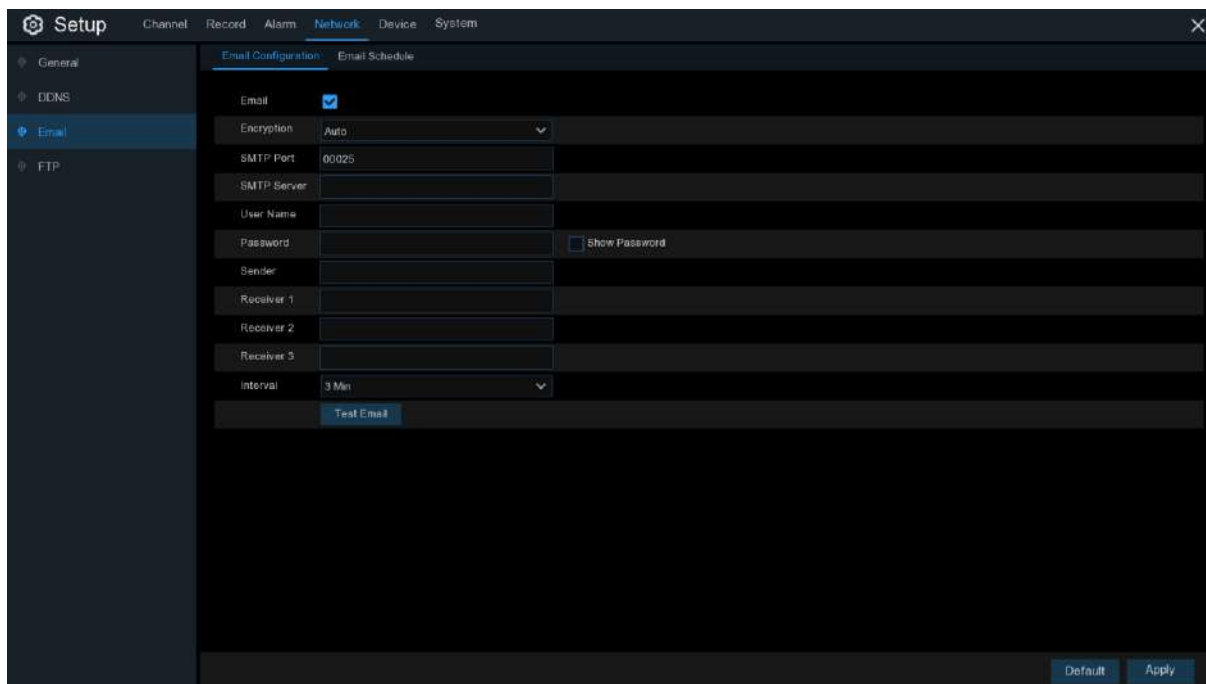 Setup Channel Record Alarm Network Device System
Email Configuration Email Schedule
General
DDNS
Email
FTP
Email
Encryption Auto
SMTP Port 00025
SMTP Server
User Name
Password Show Password
Sender
Receiver 1
Receiver 2
Receiver 3
Interval 3 Min
Test Email
Default Apply